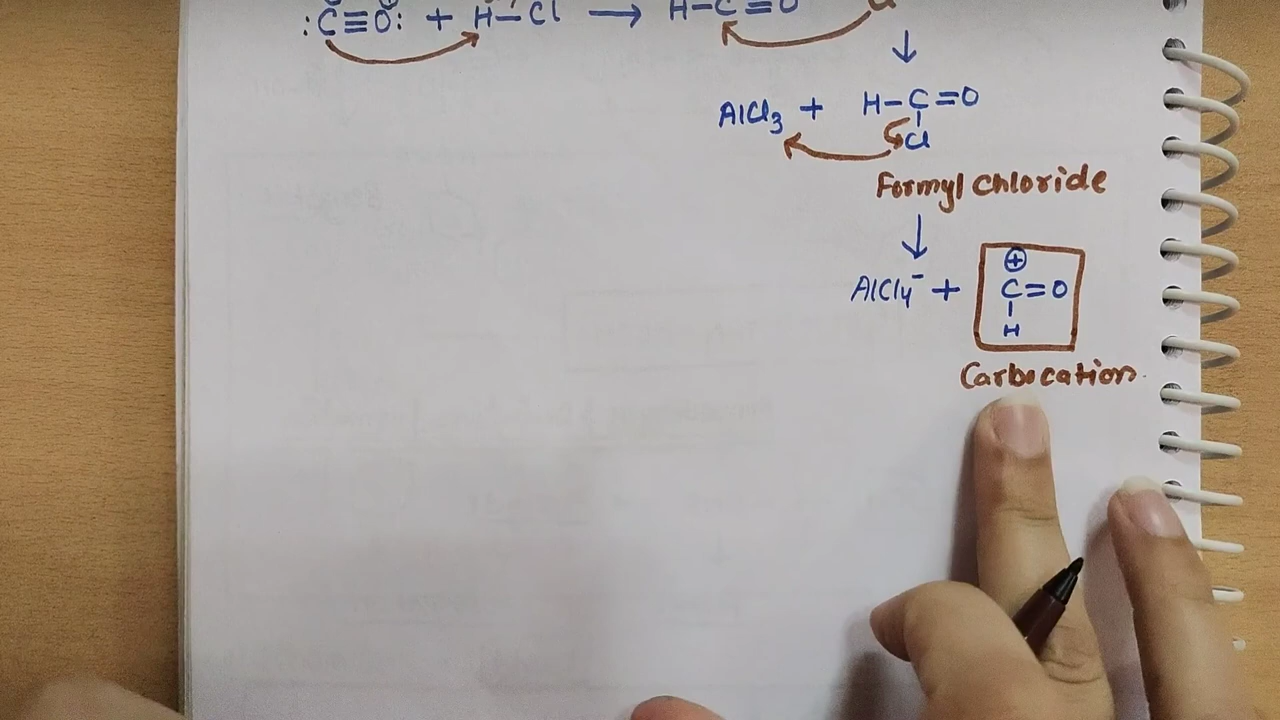 :C≡O: + H–Cl → H–C≡O
↓
AlCl₃ + H–C=O
Cl
Formyl chloride
↓
AlCl₄⁻ + ⊕
C=O
H
Carbocation